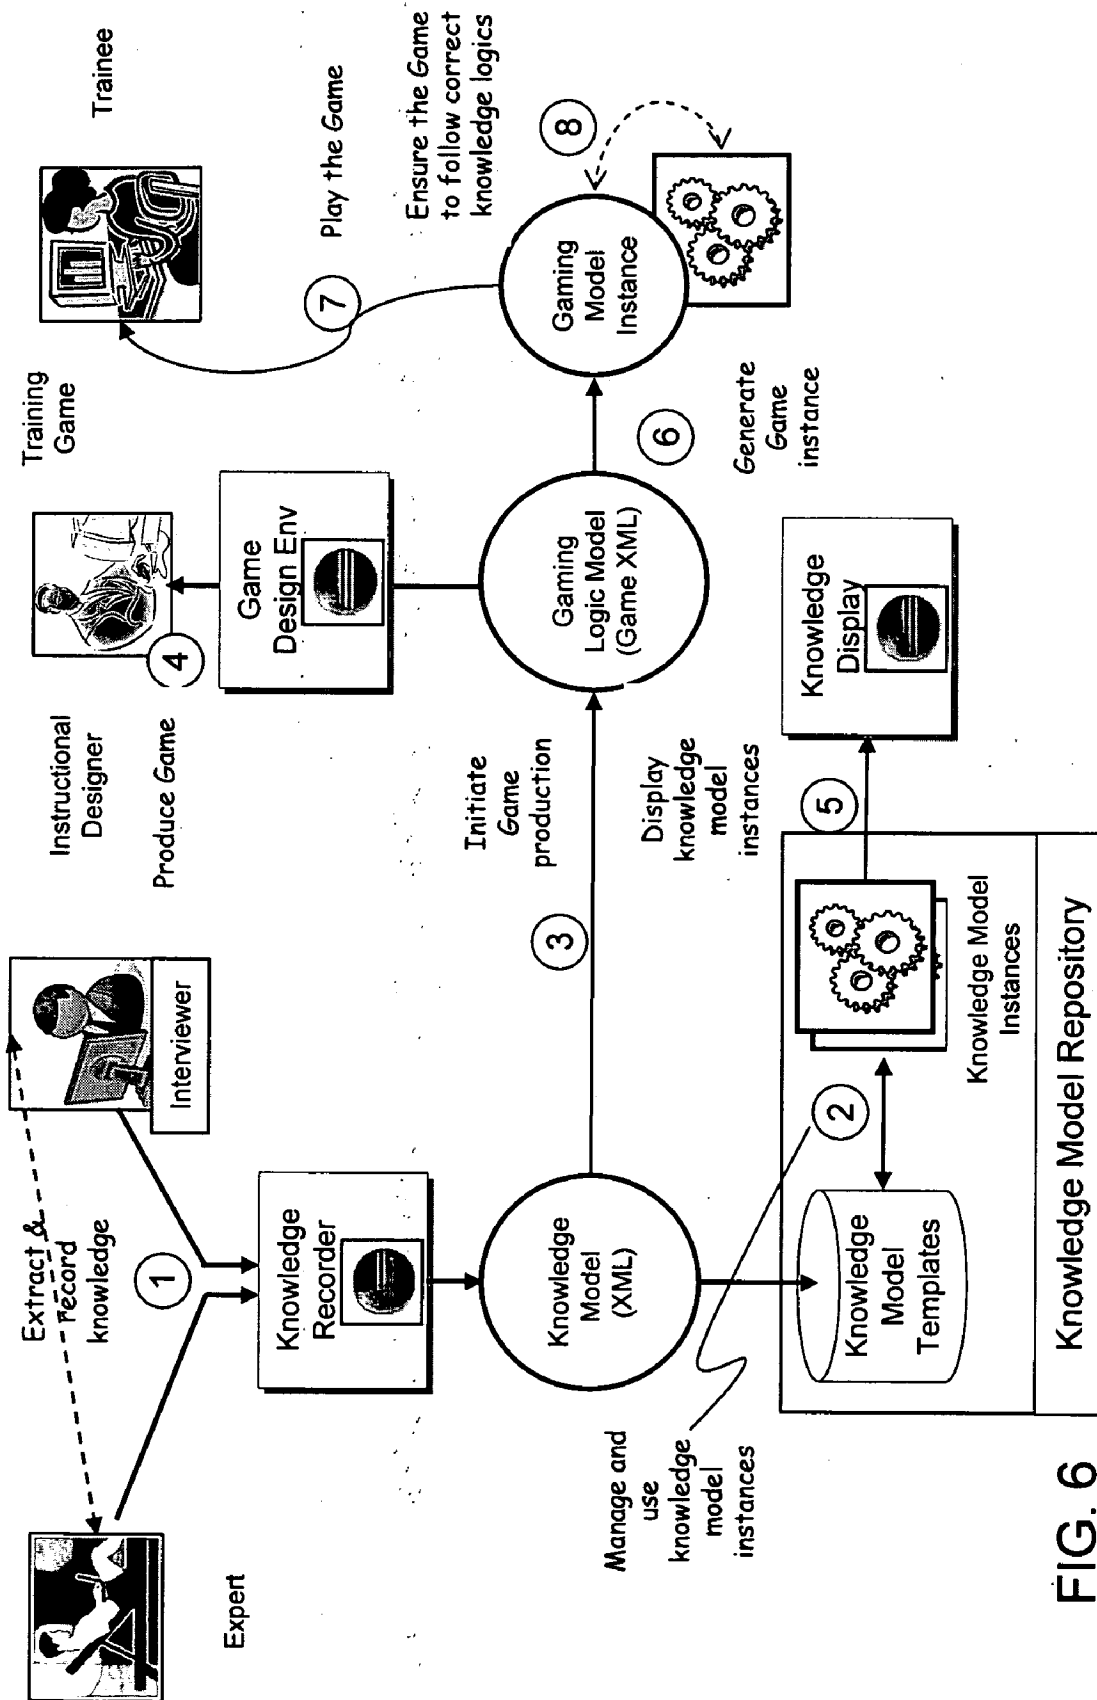 Expert
Extract &
record
knowledge
1
Interviewer
Knowledge
Recorder
Knowledge
Model
(XML)
Manage and
use
knowledge
model
instances
2
Knowledge
Model
Templates
Knowledge Model
Instances
Knowledge Model Repository
3
Initiate
Game
production
Instructional
Designer
Produce Game
4
Game
Design Env
Gaming
Logic Model
(Game XML)
Display
knowledge
model
instances
5
Knowledge
Display
6
Generate
Game
instance
Training
Game
Trainee
7
Play the Game
Gaming
Model
Instance
8
Ensure the Game
to follow correct
knowledge logics
FIG. 6